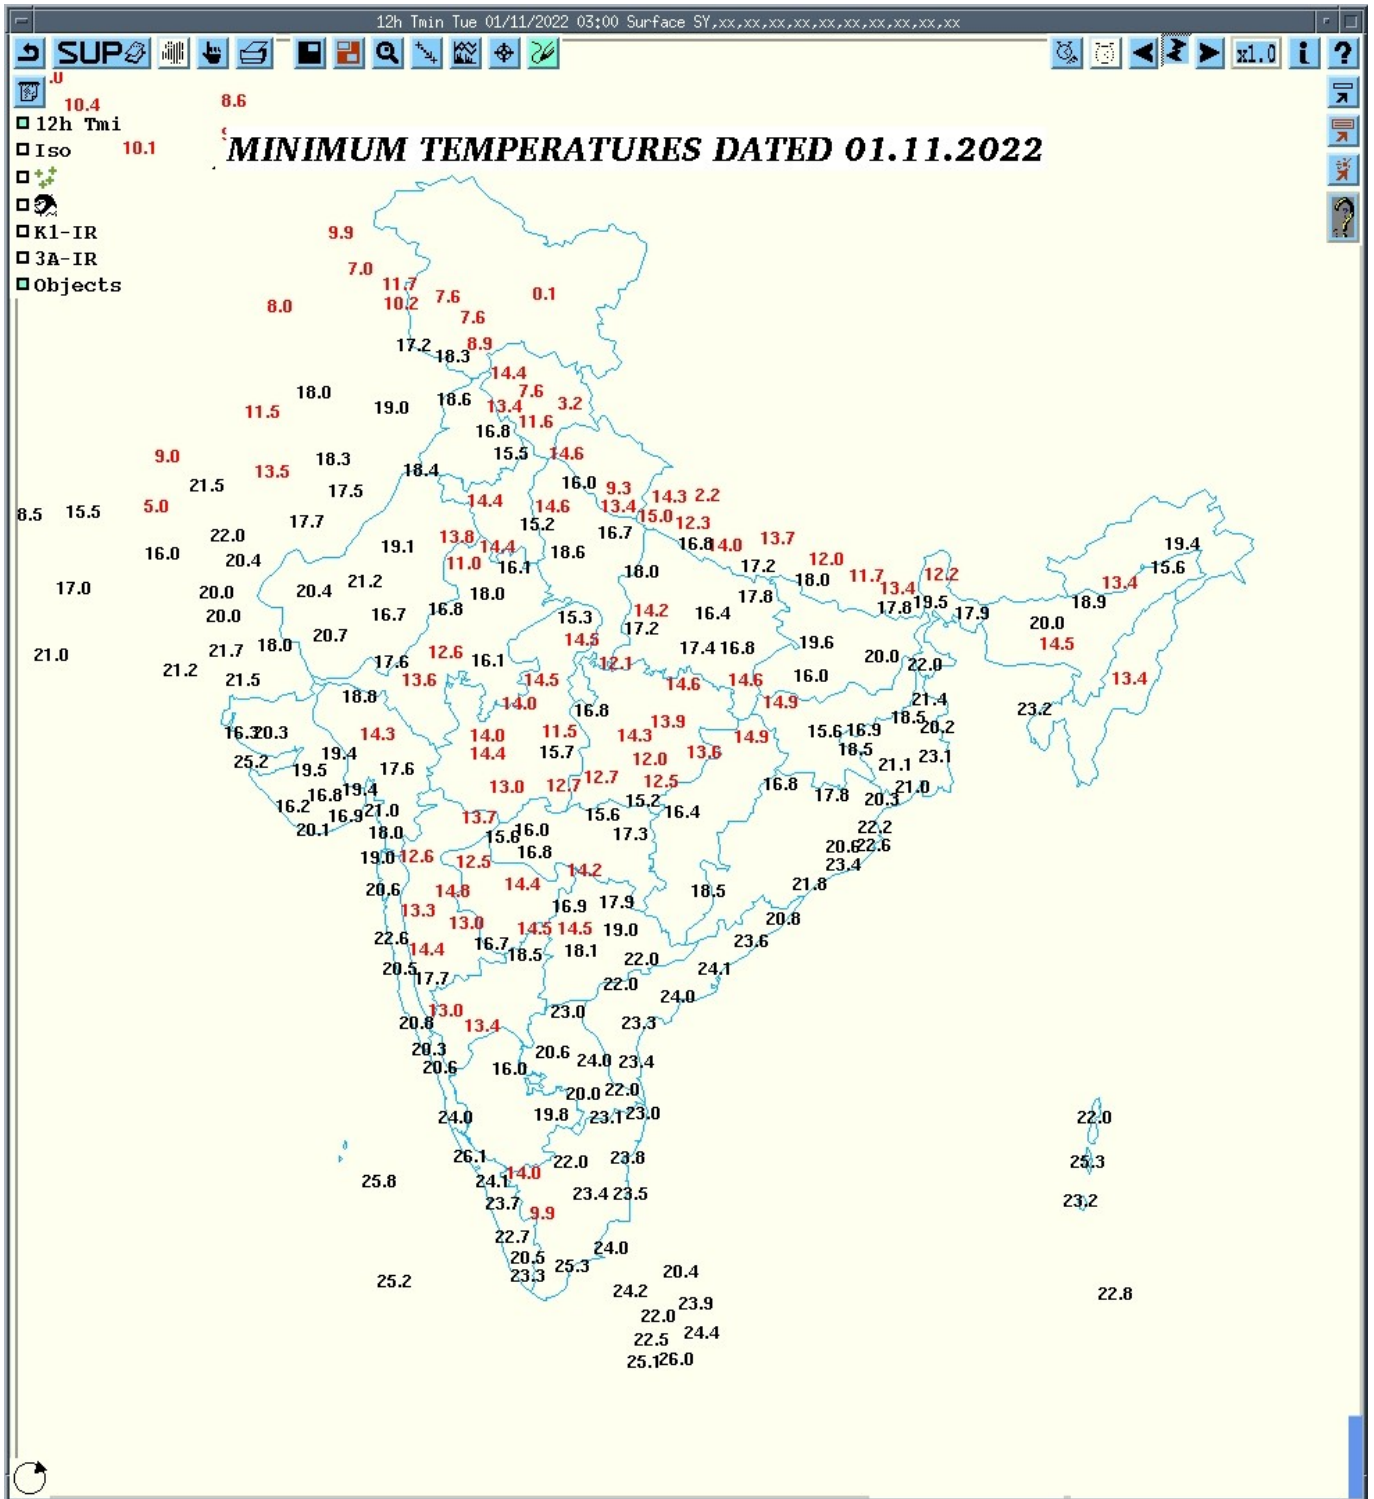 12h Tmin Tue 01/11/2022 03:00 Surface SY,xx,xx,xx,xx,xx,xx,xx,xx,xx,xx
SUP x1.0 i ?
.0
10.4 8.6
12h Tmi
Iso 10.1
MINIMUM TEMPERATURES DATED 01.11.2022
K1-IR 9.9
3A-IR 7.0
Objects 11.7
7.6 0.1
8.0 10.2
7.6
17.2 8.9
18.3
14.4
18.0 7.6
18.6
11.5 19.0 13.4 3.2
11.6
16.8
9.0 18.3 15.5 14.6
13.5 18.4
21.5 17.5 16.0 9.3
14.3 2.2
8.5 15.5 5.0 14.4 14.6 13.4
17.7 15.2 15.0 12.3
22.0 13.8 16.7 13.7
16.0 19.1 14.4 18.6 16.8 14.0 19.4
20.4 11.0 16.1 18.0 17.2 12.0 15.6
17.0 20.0 20.4 21.2 18.0 18.0 11.7 12.2 13.4
13.4
20.0 16.7 16.8 15.3 14.2 16.4 17.8 17.8 19.5 17.9 18.9
20.7 17.2 20.0
21.0 21.7 18.0 12.6 14.5 17.4 16.8 19.6 14.5
21.2 17.6 16.1 12.1 20.0 22.0
21.5 13.6 14.5 14.6 14.6 16.0 13.4
18.8 14.0 16.8 14.9 21.4 23.2
16.3 20.3 14.3 14.0 11.5 14.3 13.9 14.9 15.6 16.9 18.5 20.2
25.2 19.4 14.4 15.7 12.0 13.6 18.5 23.1
19.5 17.6 12.7 21.1
16.8 19.4 13.0 12.7 12.5 16.8 17.8 20.3 21.0
16.2 16.9 21.0 13.7 15.6 15.2 16.4
20.1 18.0 15.6 16.0 17.3 22.2
19.0 12.6 12.5 16.8 20.6 22.6
14.2 23.4
20.6 14.8 14.4 18.5 21.8
13.3 16.9 17.9
13.0 14.5 14.5 19.0 20.8
22.6 14.4 16.7 18.5 18.1 23.6
20.5 17.7 22.0 24.1
22.0
13.0 23.0 24.0
20.8 13.4 23.3
20.3 20.6
20.6 16.0 24.0 23.4
20.0 22.0
24.0 19.8 23.1 23.0 22.0
26.1 22.0 23.8 25.3
25.8 24.1 14.0
23.7 23.4 23.5 23.2
9.9
22.7 24.0
20.5 25.3
25.2 23.3 20.4
24.2 22.8
23.9
22.0
22.5 24.4
25.1 26.0